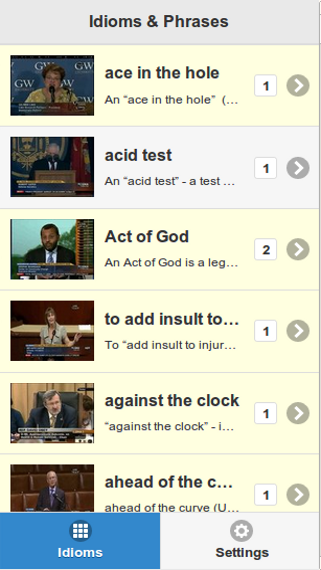 Idioms & Phrases
GW
GW
ace in the hole
An “ace in the hole” (...
1
acid test
An “acid test” - a test ...
1
Act of God
An Act of God is a leg...
2
to add insult to...
To “add insult to injur...
1
against the clock
“against the clock” - i...
1
ahead of the c...
ahead of the curve (U...
1
Idioms
Settings